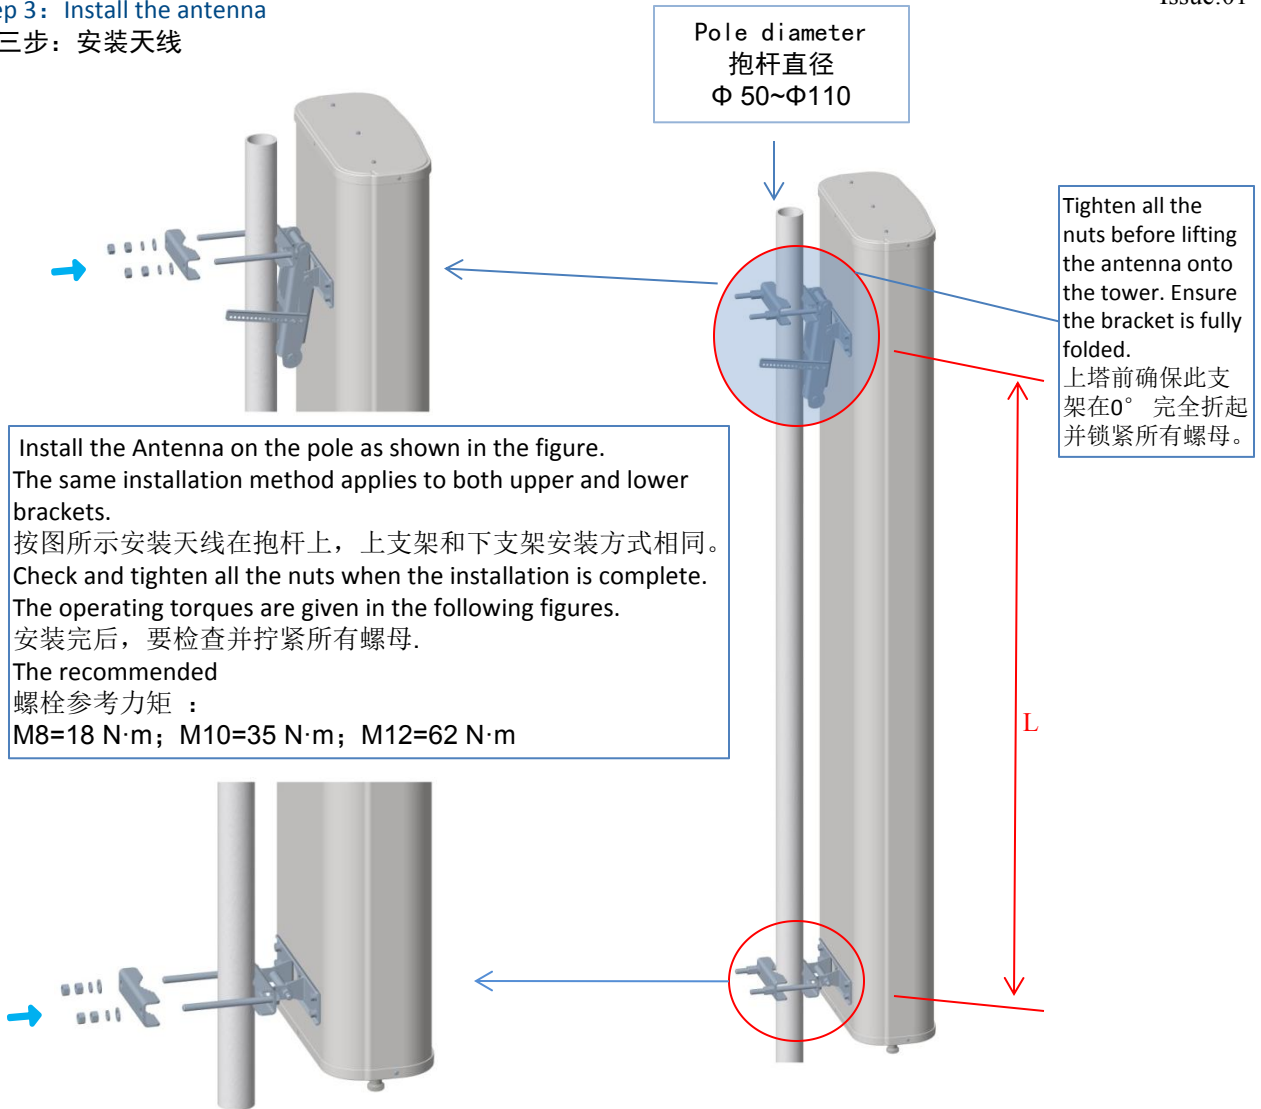 ep 3：Install the antenna
三步：安装天线
Issue:01
Pole diameter
抱杆直径
Φ 50~Φ110
Tighten all the
nuts before lifting
the antenna onto
the tower. Ensure
the bracket is fully
folded.
上塔前确保此支
架在0° 完全折起
并锁紧所有螺母。
Install the Antenna on the pole as shown in the figure.
The same installation method applies to both upper and lower
brackets.
按图所示安装天线在抱杆上，上支架和下支架安装方式相同。
Check and tighten all the nuts when the installation is complete.
The operating torques are given in the following figures.
安装完后，要检查并拧紧所有螺母.
The recommended
螺栓参考力矩 ：
M8=18 N·m；M10=35 N·m；M12=62 N·m
L